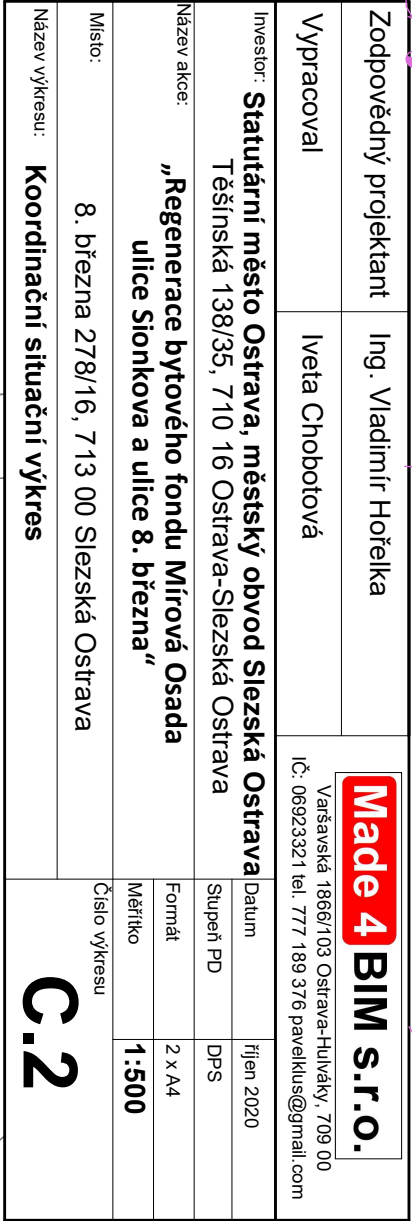 Zodpovědný projektant
Ing. Vladimír Hořelka
Made 4 BIM s.r.o.
Varšavská 1866/103 Ostrava-Hulváky, 709 00
IČ: 06923321 tel. 777 189 376 pavelklus@gmail.com
Vypracoval
Iveta Chobotová
Investor: Statutární město Ostrava, městský obvod Slezská Ostrava
Těšínská 138/35, 710 16 Ostrava-Slezská Ostrava
Datum
říjen 2020
Stupeň PD
DPS
Název akce: „Regenerace bytového fondu Mírová Osada
ulice Sionkova a ulice 8. března“
Formát
2 x A4
Měřítko
1:500
Místo: 8. března 278/16, 713 00 Slezská Ostrava
Číslo výkresu
C.2
Název výkresu: Koordinační situační výkres